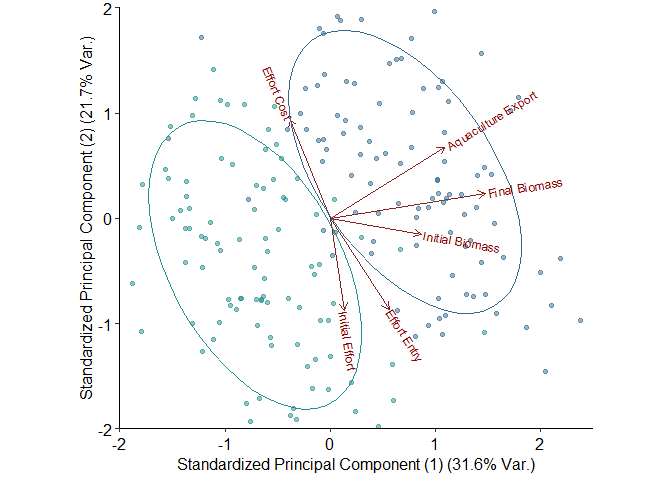 2
1
0
-1
-2
Standardized Principal Component (2) (21.7% Var.)
Effort Cost
Aquaculture Export
Final Biomass
Initial Biomass
Initial Effort
Effort Entry
-2
-1
0
1
2
Standardized Principal Component (1) (31.6% Var.)